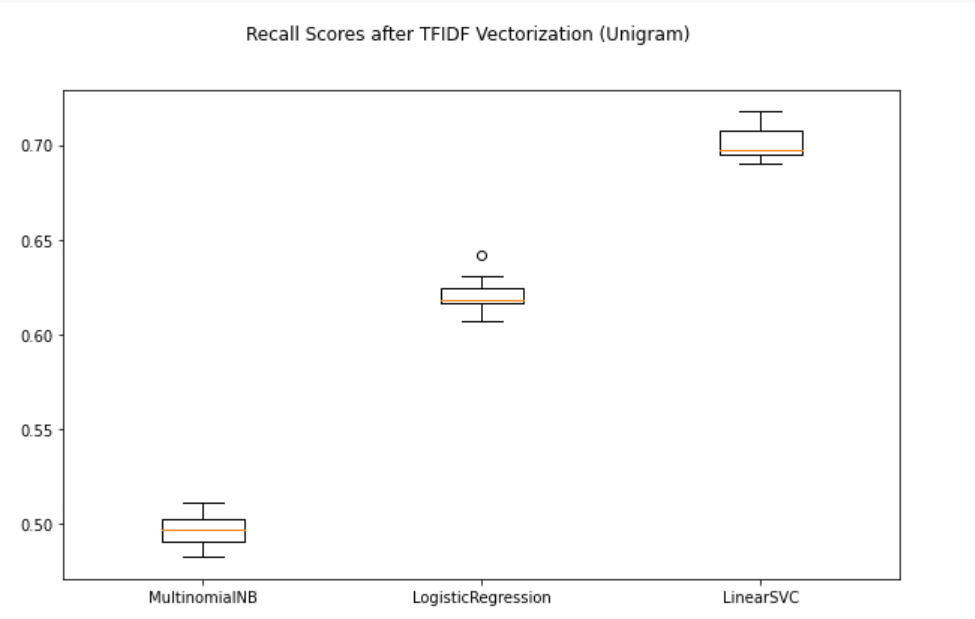 Recall Scores after TFIDF Vectorization (Unigram)
0.70
0.65
0.60
0.55
0.50
MultinomialNB LogisticRegression LinearSVC